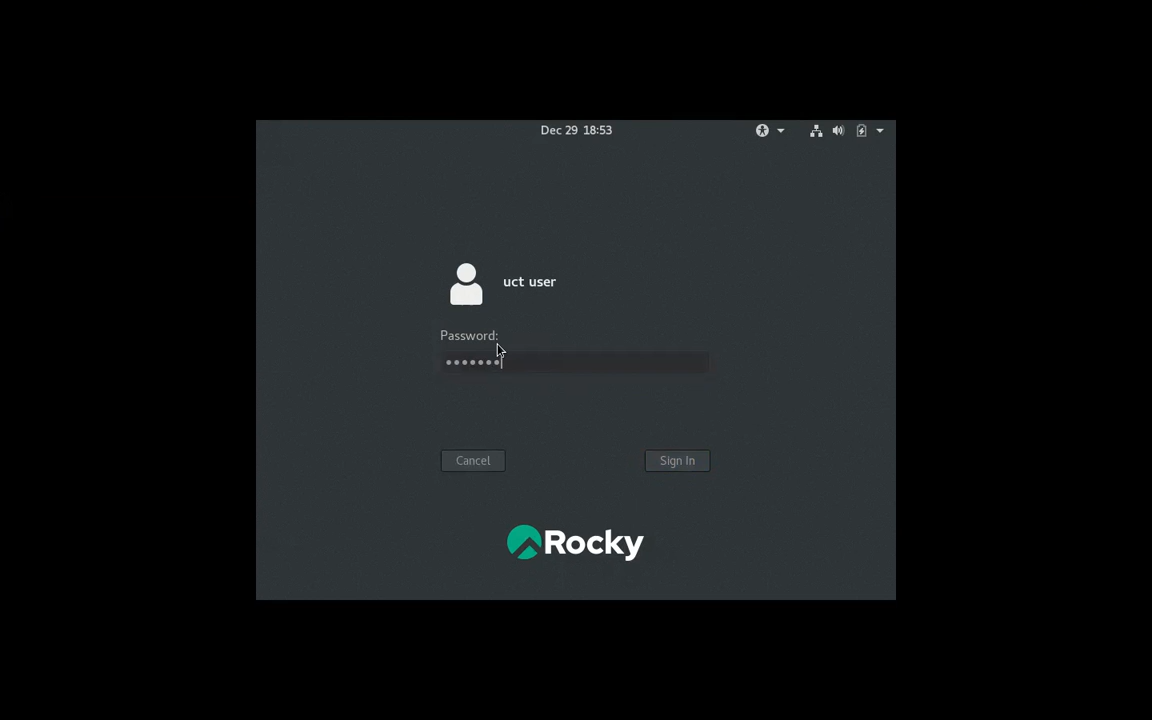 Dec 29 18:53
uct user
Password:
•••••••
Cancel
Sign In
Rocky